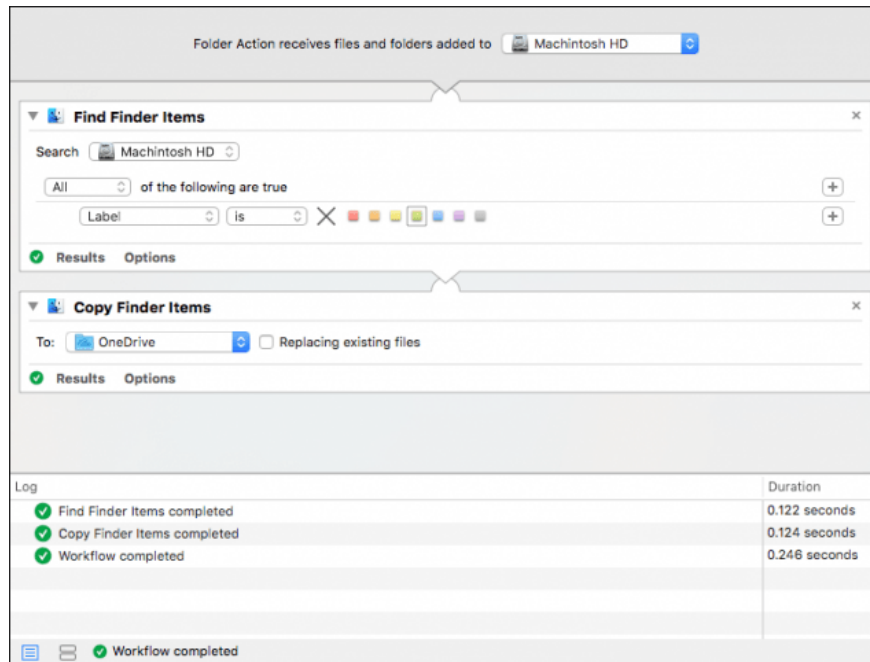 Folder Action receives files and folders added to Machintosh HD
Find Finder Items
Search Machintosh HD
All of the following are true
Label is
Results Options
Copy Finder Items
To: OneDrive Replacing existing files
Results Options
Log Duration
Find Finder Items completed 0.122 seconds
Copy Finder Items completed 0.124 seconds
Workflow completed 0.246 seconds
Workflow completed